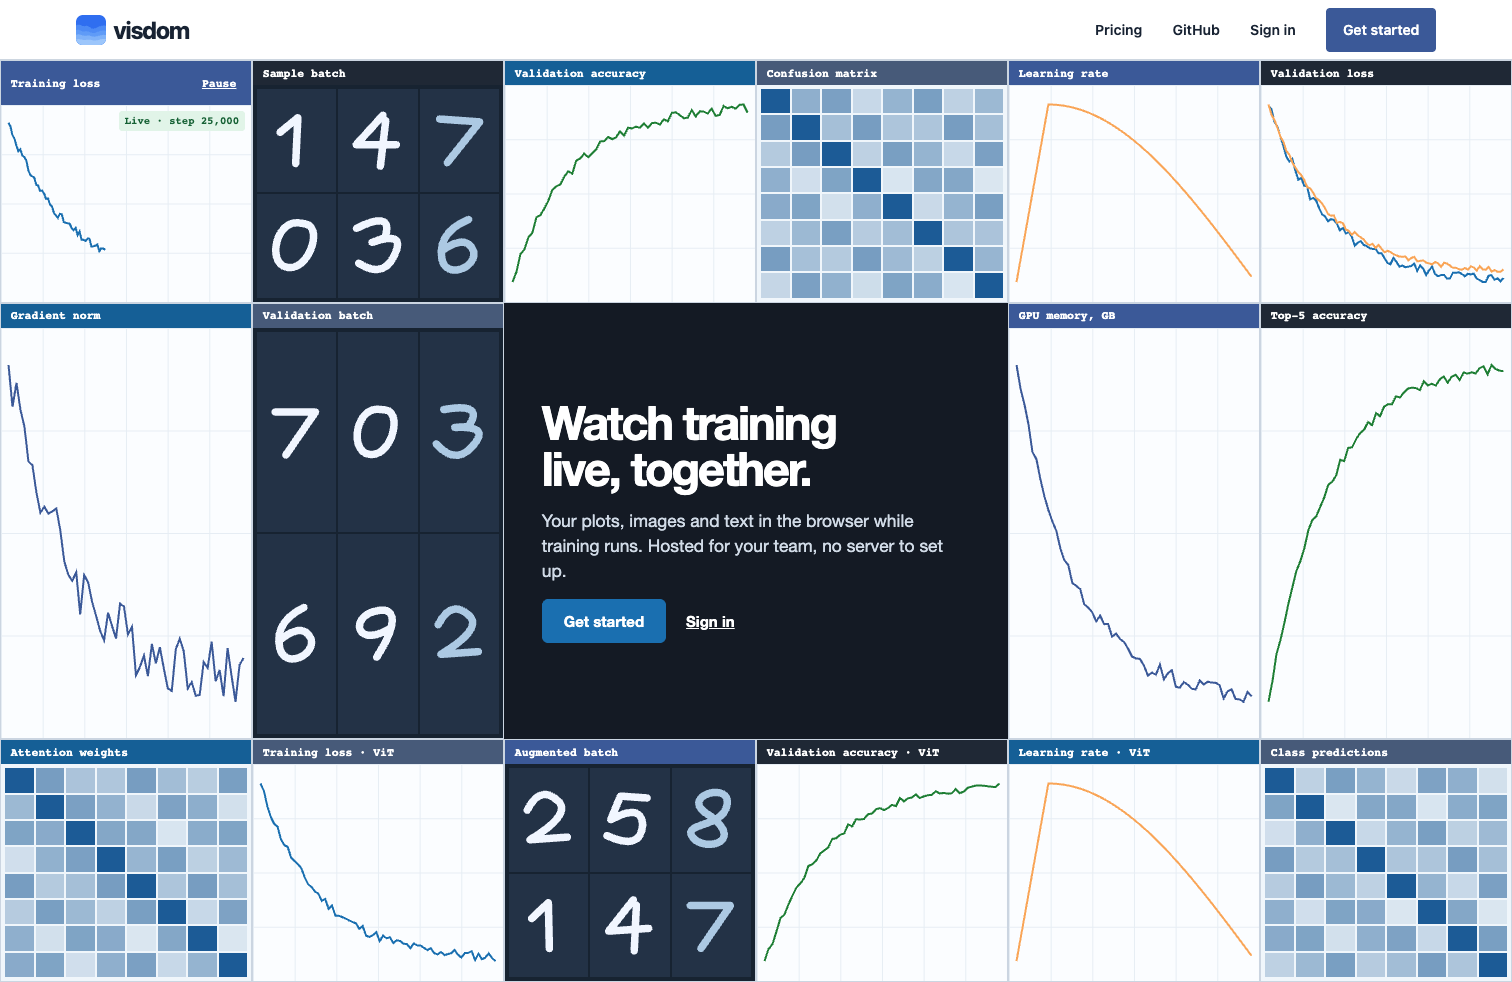 visdom
Pricing
GitHub
Sign in
Get started
Training loss
Pause
Live · step 25,000
Sample batch
1 4 7
0 3 6
Validation accuracy
Confusion matrix
Learning rate
Validation loss
Gradient norm
Validation batch
7 0 3
6 9 2
Watch training
live, together.
Your plots, images and text in the browser while
training runs. Hosted for your team, no server to set
up.
Get started
Sign in
GPU memory, GB
Top-5 accuracy
Attention weights
Training loss · ViT
Augmented batch
2 5 8
1 4 7
Validation accuracy · ViT
Learning rate · ViT
Class predictions